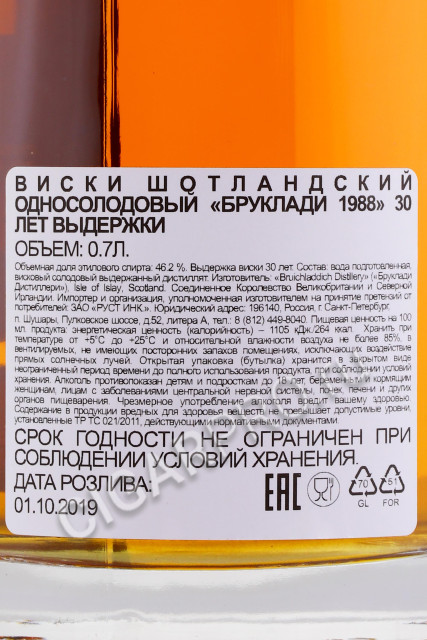 ВИСКИ ШОТЛАНДСКИЙ
ОДНОСОЛОДОВЫЙ «БРУКЛАДИ 1988» 30
ЛЕТ ВЫДЕРЖКИ
ОБЪЕМ: 0.7Л.
Объемная доля этилового спирта: 46.2 %. Выдержка виски 30 лет. Состав: вода подготовленная,
висковый солодовый выдержанный дистиллят. Изготовитель: «Bruichladdich Distillery» («Бруклади
Дистиллери»), Isle of Islay, Scotland. Соединенное Королевство Великобритании и Северной
Ирландии. Импортер и организация, уполномоченная изготовителем на принятие претензий от
потребителей: ЗАО «РУСТ ИНК.». Юридический адрес: 196140, Россия, г. Санкт-Петербург,
п. Шушары, Пулковское шоссе, д.52, литера А, тел.: 8 (812) 449-8040. Пищевая ценность на 100
мл. продукта: энергетическая ценность (калорийность) – 1105 кДж./264 ккал. Хранить при
температуре от +5°С до +25°С и относительной влажности воздуха не более 85%, в
вентилируемых, не имеющих посторонних запахов помещениях, исключающих воздействие
прямых солнечных лучей. Открытая упаковка (бутылка) хранится в закрытом виде
неограниченный период времени до полного использования продукта, при соблюдении условий
хранения. Алкоголь противопоказан детям и подросткам до 18 лет, беременным и кормящим
женщинам, лицам с заболеваниями центральной нервной системы, почек, печени и других
органов пищеварения. Чрезмерное употребление алкоголя вредит вашему здоровью.
Содержание в продукции вредных для здоровья веществ не превышает допустимые уровни,
установленные ТР ТС 021/2011, действующими нормативными документами.
СРОК ГОДНОСТИ НЕ ОГРАНИЧЕН ПРИ
СОБЛЮДЕНИИ УСЛОВИЙ ХРАНЕНИЯ.
ДАТА РОЗЛИВА:
01.10.2019
EAC
70
GL
51
FOR